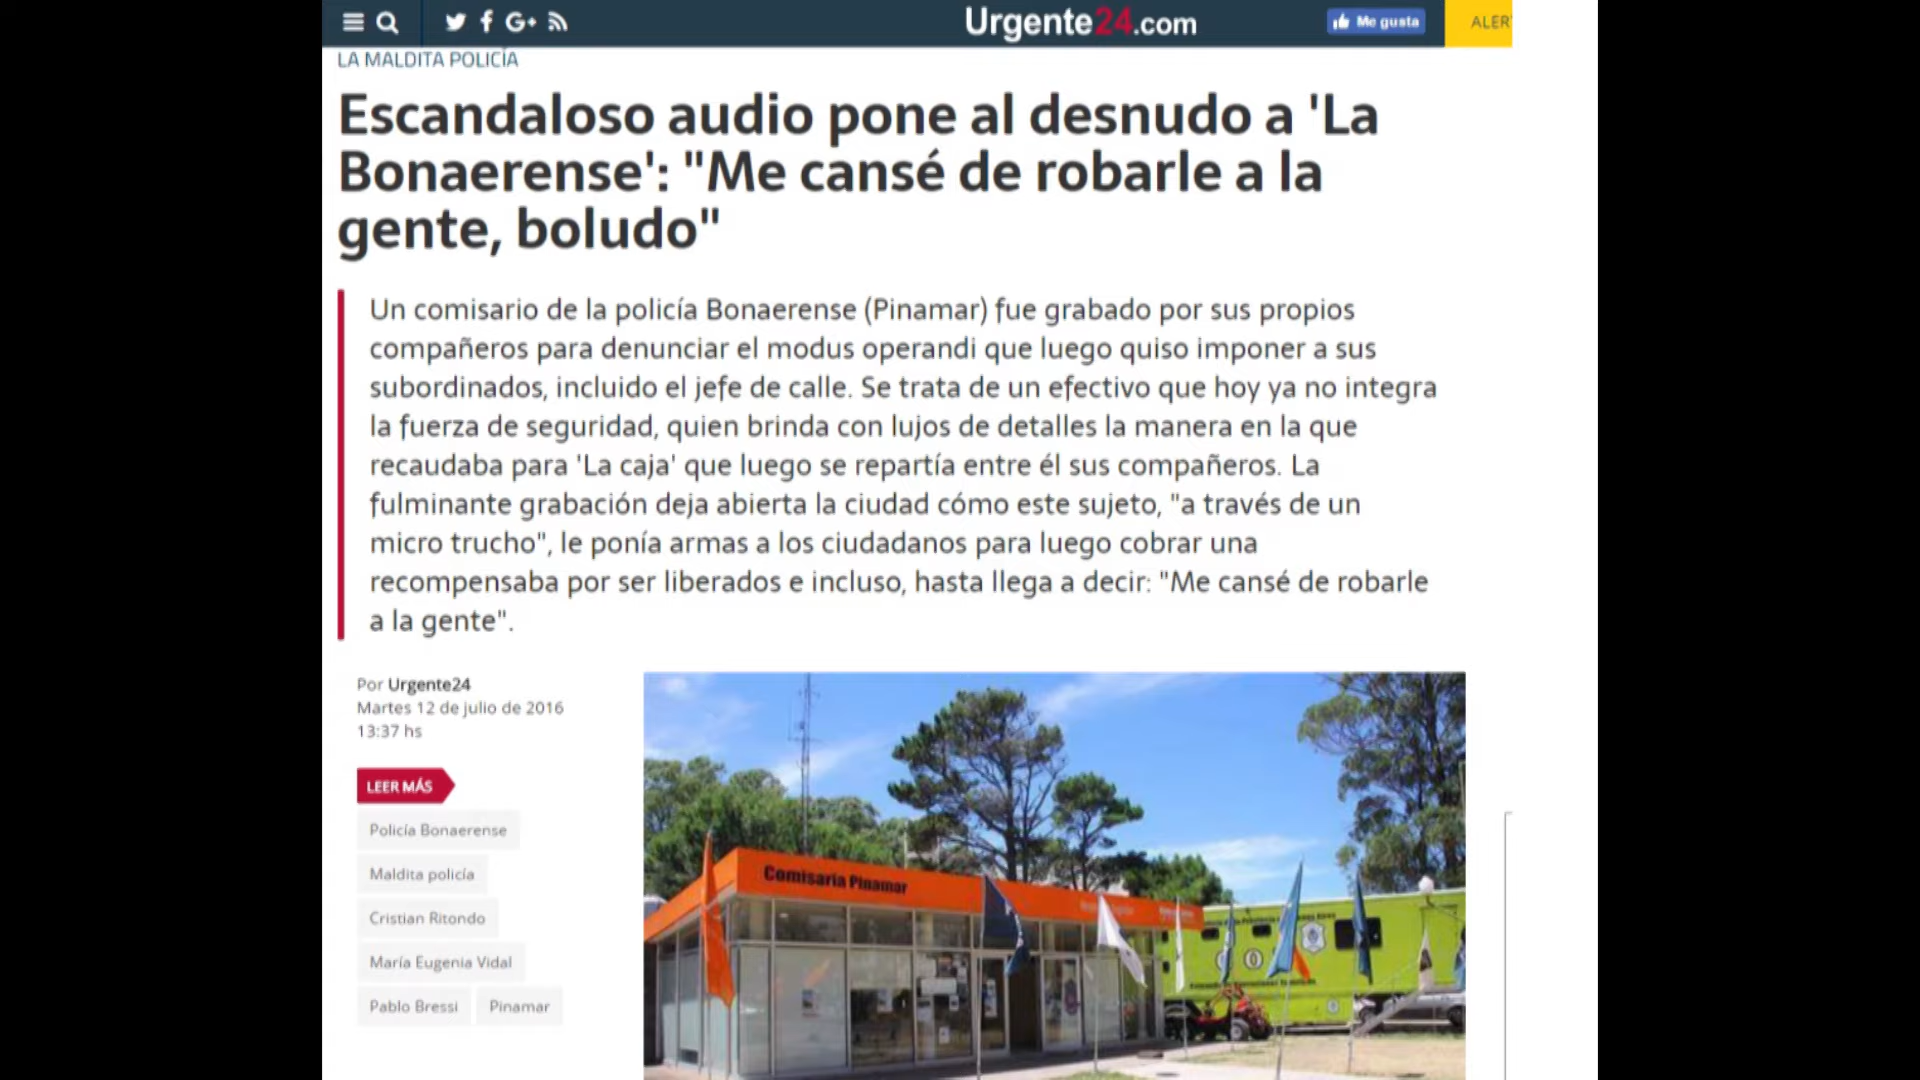 Urgente24.com
Me gusta
ALER
LA MALDITA POLICÍA
Escandaloso audio pone al desnudo a 'La
Bonaerense': "Me cansé de robarle a la
gente, boludo"
Un comisario de la policía Bonaerense (Pinamar) fue grabado por sus propios
compañeros para denunciar el modus operandi que luego quiso imponer a sus
subordinados, incluido el jefe de calle. Se trata de un efectivo que hoy ya no integra
la fuerza de seguridad, quien brinda con lujos de detalles la manera en la que
recaudaba para 'La caja' que luego se repartía entre él sus compañeros. La
fulminante grabación deja abierta la ciudad cómo este sujeto, "a través de un
micro trucho", le ponía armas a los ciudadanos para luego cobrar una
recompensaba por ser liberados e incluso, hasta llega a decir: "Me cansé de robarle
a la gente".
Por Urgente24
Martes 12 de julio de 2016
13:37 hs
LEER MÁS
Policía Bonaerense
Maldita policía
Cristian Ritondo
María Eugenia Vidal
Pablo Bressi
Pinamar
Comisaria Pinamar